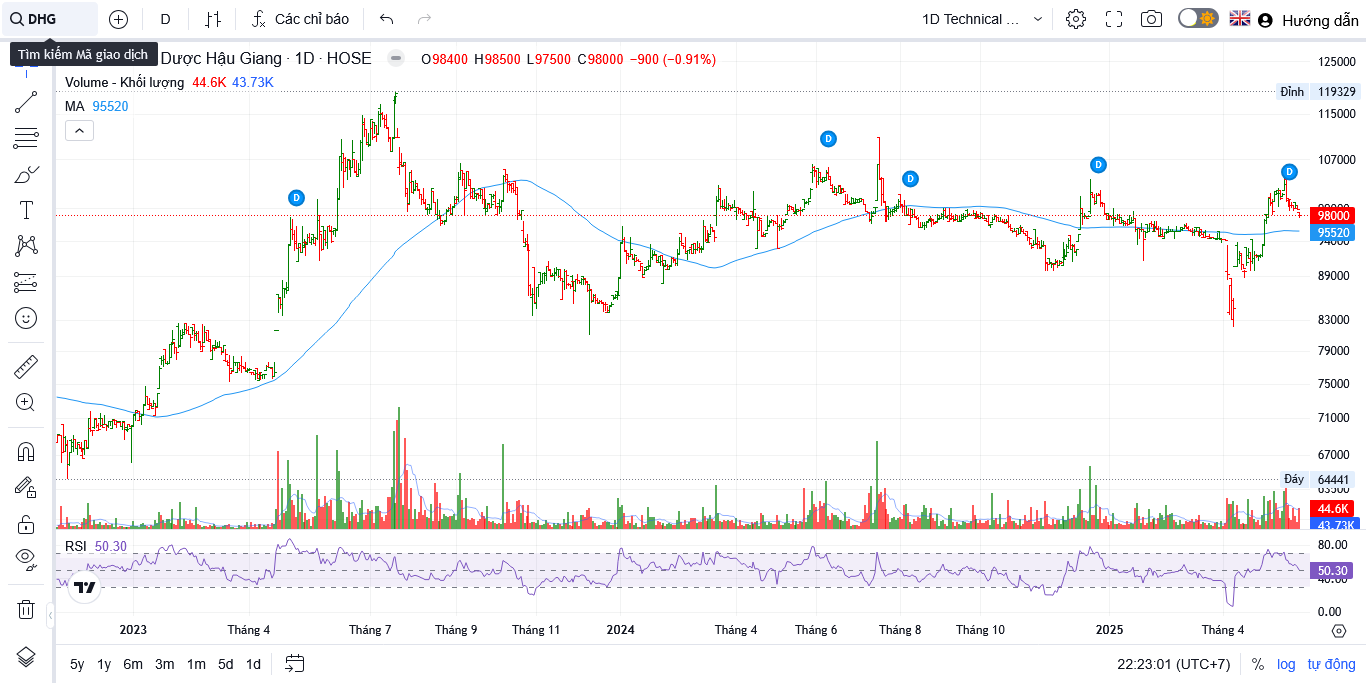 DHG
D
Các chỉ báo
1D Technical ...
Hướng dẫn
Tìm kiếm Mã giao dịch
Dược Hậu Giang · 1D · HOSE
O98400 H98500 L97500 C98000 −900 (−0.91%)
Volume - Khối lượng 44.6K 43.73K
MA 95520
125000
Đỉnh 119329
115000
107000
98000
95520
94000
89000
83000
79000
75000
71000
67000
Đáy 64441
63500
44.6K
43.73K
D
D
D
D
D
RSI 50.30
80.00
50.30
40.00
0.00
2023
Tháng 4
Tháng 7
Tháng 9
Tháng 11
2024
Tháng 4
Tháng 6
Tháng 8
Tháng 10
2025
Tháng 4
5y 1y 6m 3m 1m 5d 1d
22:23:01 (UTC+7)
%
log
tự động